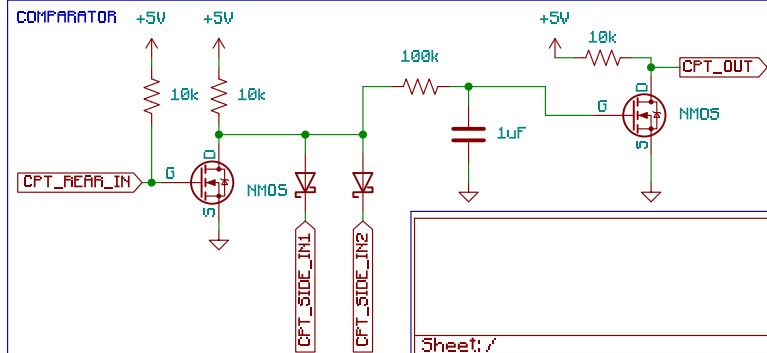 COMPARATOR
+5V
+5V
+5V
10k
10k
100k
10k
CPT_OUT
D
G
S
NMOS
1uF
CPT_REAR_IN
G
D
S
NMOS
CPT_SIDE_IN1
CPT_SIDE_IN2
Sheet: /